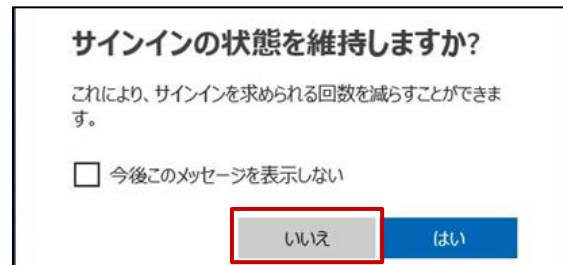 サインインの状態を維持しますか?
これにより、サインインを求められる回数を減らすことができま
す。
今後このメッセージを表示しない
いいえ
はい